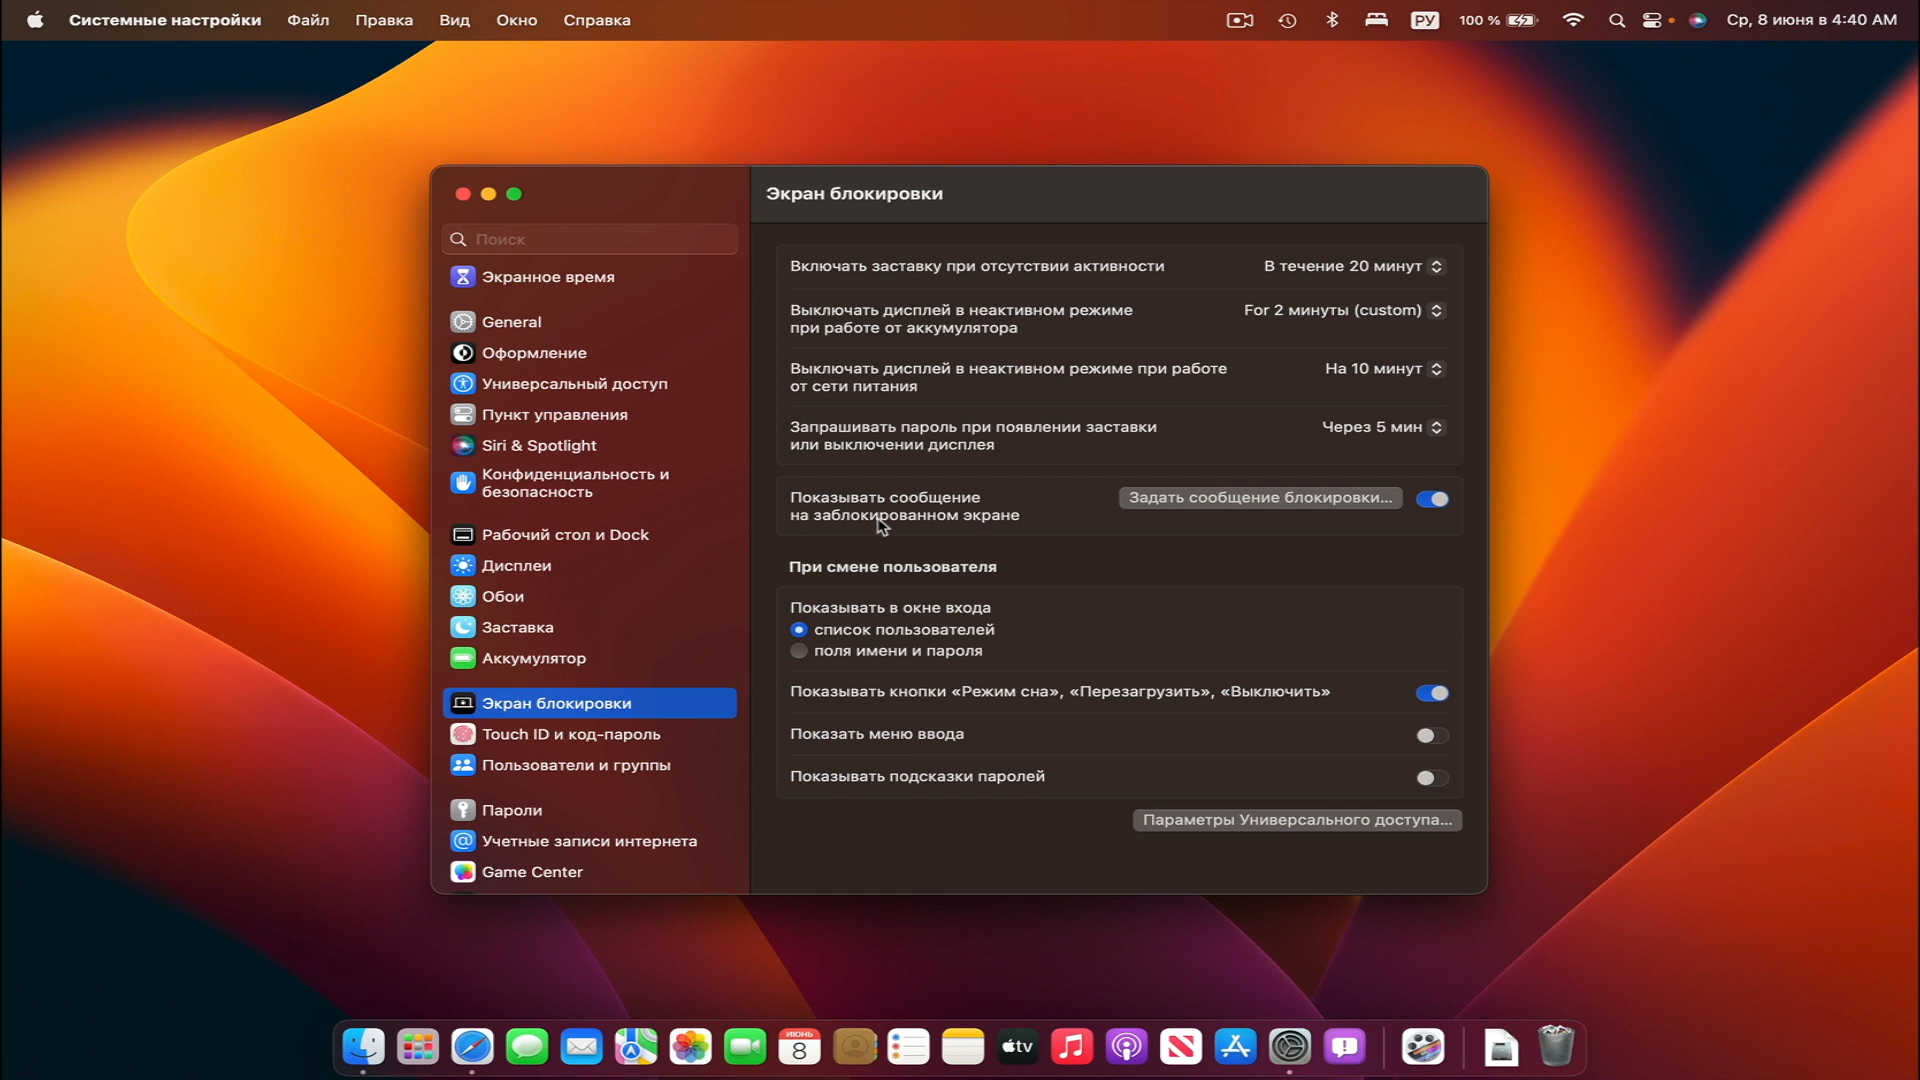 Системные настройки Файл Правка Вид Окно Справка РУ 100 % Ср, 8 июня в 4:40 AM
Экран блокировки
Поиск
Экранное время
General
Оформление
Универсальный доступ
Пункт управления
Siri & Spotlight
Конфиденциальность и
безопасность
Рабочий стол и Dock
Дисплеи
Обои
Заставка
Аккумулятор
Экран блокировки
Touch ID и код-пароль
Пользователи и группы
Пароли
Учетные записи интернета
Game Center
Включать заставку при отсутствии активности В течение 20 минут
Выключать дисплей в неактивном режиме For 2 минуты (custom)
при работе от аккумулятора
Выключать дисплей в неактивном режиме при работе На 10 минут
от сети питания
Запрашивать пароль при появлении заставки Через 5 мин
или выключении дисплея
Показывать сообщение Задать сообщение блокировки...
на заблокированном экране
При смене пользователя
Показывать в окне входа
список пользователей
поля имени и пароля
Показывать кнопки «Режим сна», «Перезагрузить», «Выключить»
Показать меню ввода
Показывать подсказки паролей
Параметры Универсального доступа...
ИЮНЬ
8
tv